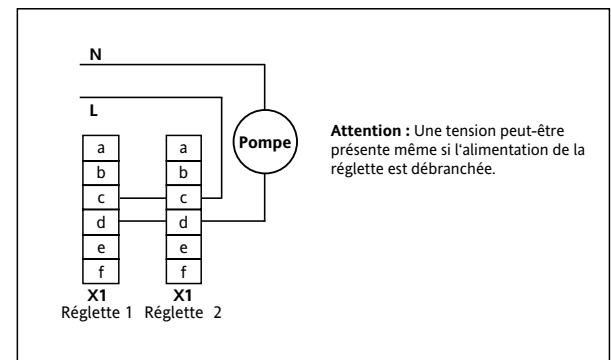 N
L
a a
b b
c c
d d
e e
f f
X1 X1
Réglette 1 Réglette 2
Pompe
Attention : Une tension peut-être
présente même si l'alimentation de la
réglette est débranchée.